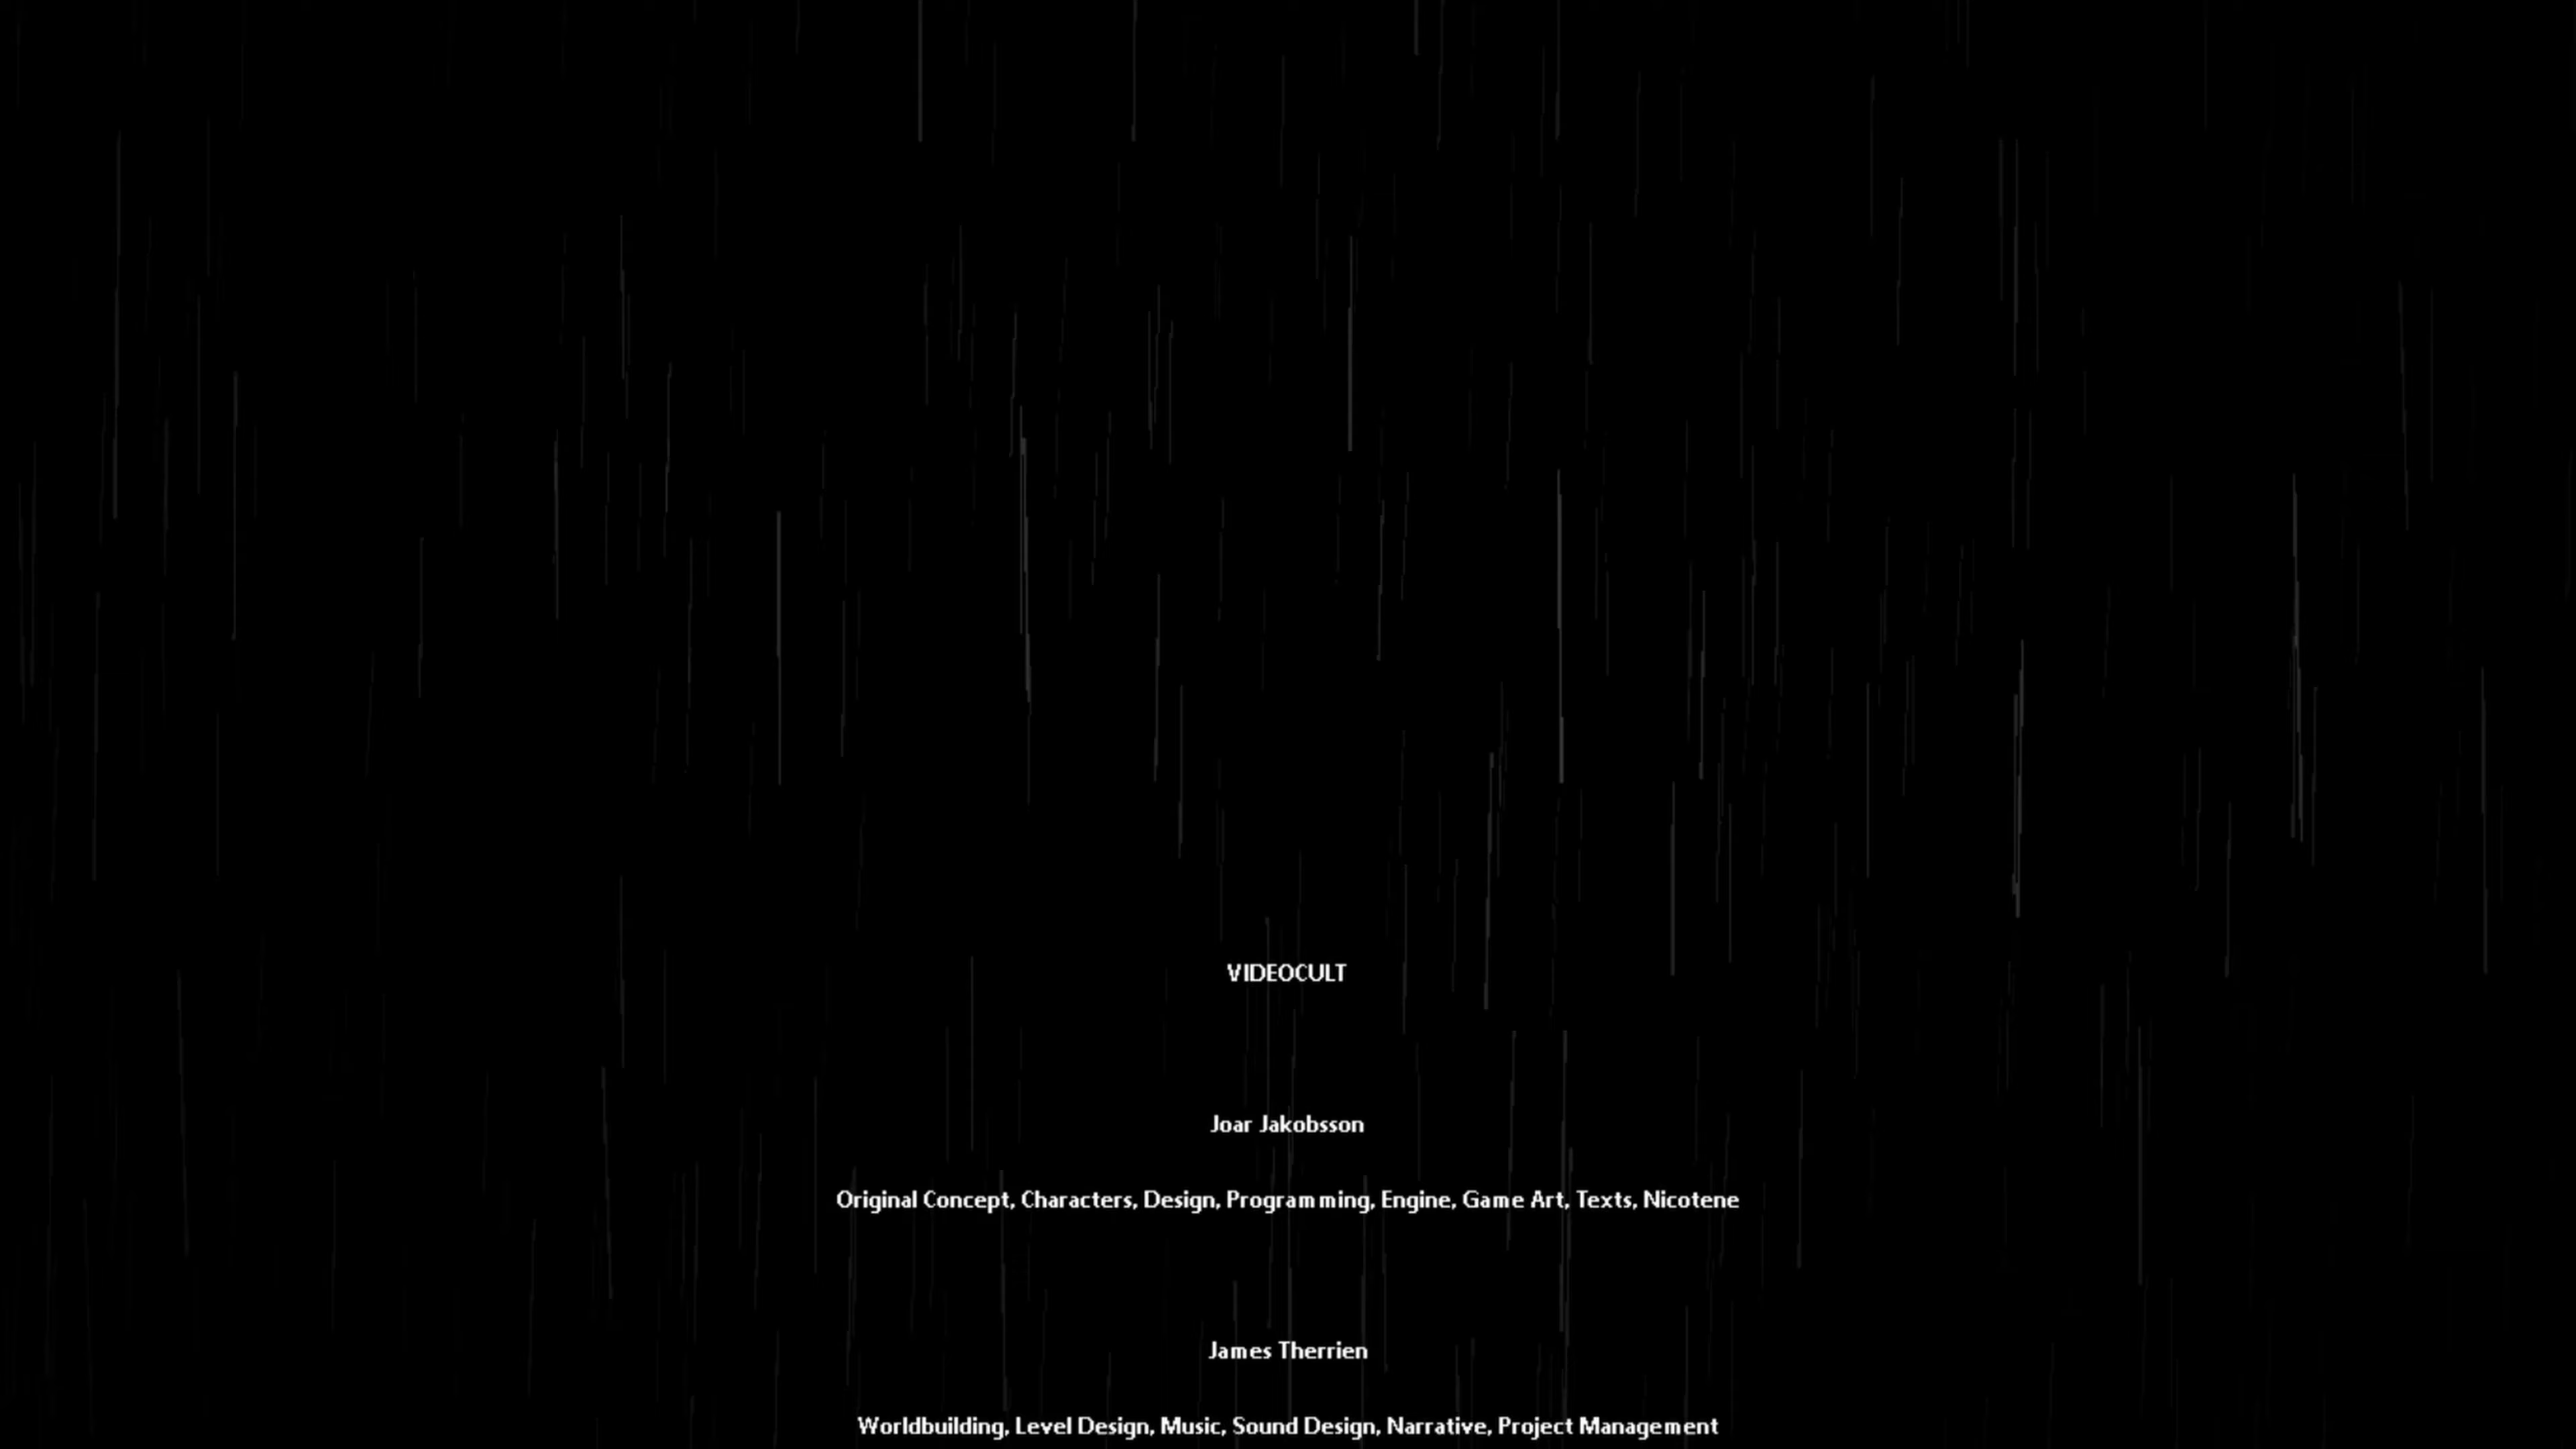 VIDEOCULT
Joar Jakobsson
Original Concept, Characters, Design, Programming, Engine, Game Art, Texts, Nicotene
James Therrien
Worldbuilding, Level Design, Music, Sound Design, Narrative, Project Management